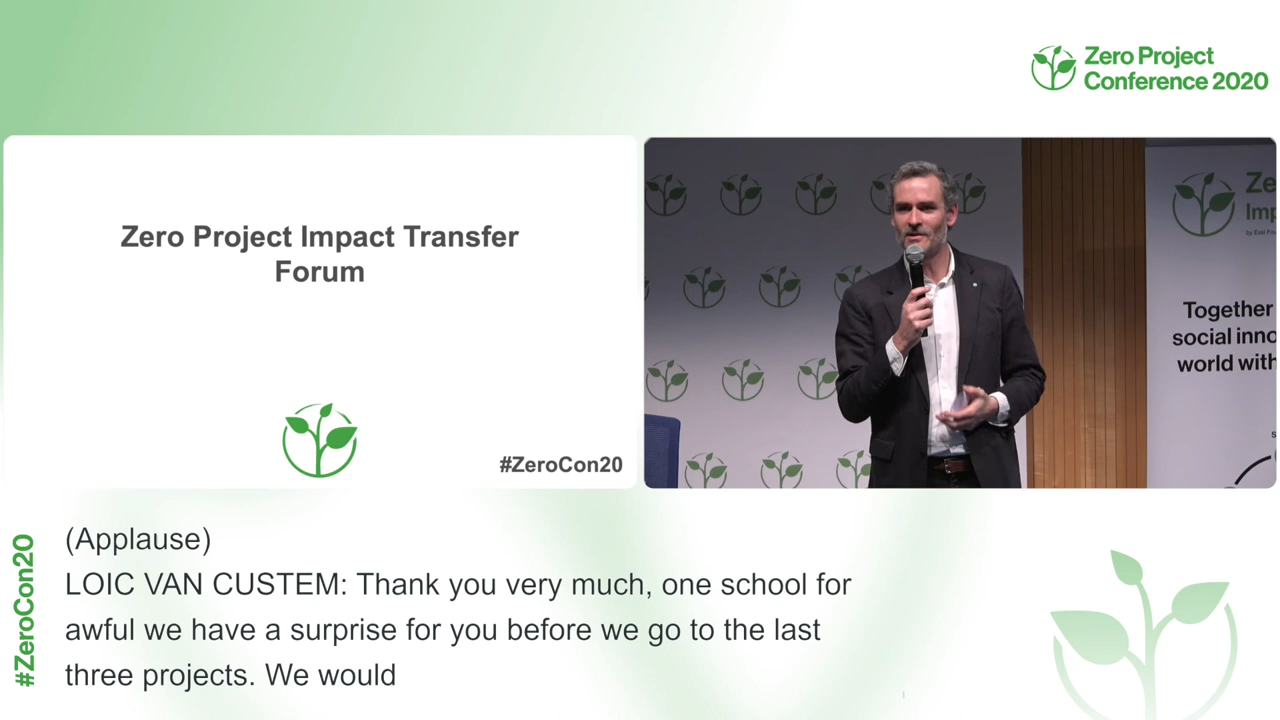 Zero Project
Conference 2020
Zero Project Impact Transfer
Forum
#ZeroCon20
Ze
Imp
Together
social inno
world with
#ZeroCon20
(Applause)
LOIC VAN CUSTEM: Thank you very much, one school for
awful we have a surprise for you before we go to the last
three projects. We would